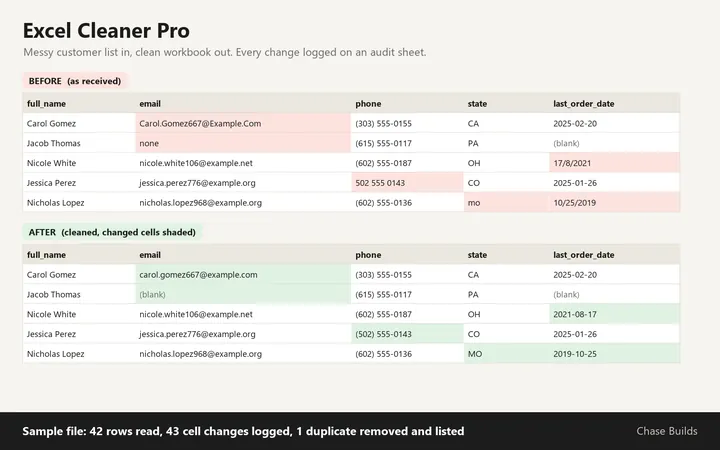 Excel Cleaner Pro
Messy customer list in, clean workbook out. Every change logged on an audit sheet.
BEFORE (as received)
full_name email phone state last_order_date
Carol Gomez Carol.Gomez667@Example.Com (303) 555-0155 CA 2025-02-20
Jacob Thomas none (615) 555-0117 PA (blank)
Nicole White nicole.white106@example.net (602) 555-0187 OH 17/8/2021
Jessica Perez jessica.perez776@example.org 502 555 0143 CO 2025-01-26
Nicholas Lopez nicholas.lopez968@example.org (602) 555-0136 mo 10/25/2019
AFTER (cleaned, changed cells shaded)
full_name email phone state last_order_date
Carol Gomez carol.gomez667@example.com (303) 555-0155 CA 2025-02-20
Jacob Thomas (blank) (615) 555-0117 PA (blank)
Nicole White nicole.white106@example.net (602) 555-0187 OH 2021-08-17
Jessica Perez jessica.perez776@example.org (502) 555-0143 CO 2025-01-26
Nicholas Lopez nicholas.lopez968@example.org (602) 555-0136 MO 2019-10-25
Sample file: 42 rows read, 43 cell changes logged, 1 duplicate removed and listed
Chase Builds